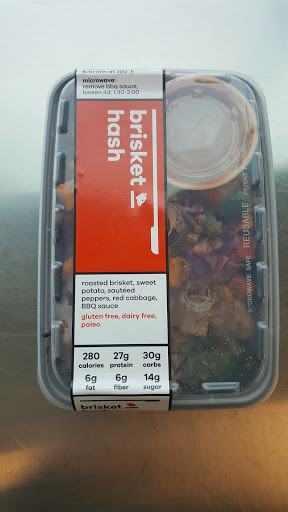 microwave:
remove bbq sauce,
loosen lid, 1:30-2:00
brisket
hash
roasted brisket, sweet
potato, sautéed
peppers, red cabbage,
BBQ sauce
gluten free, dairy free,
paleo
280 27g 30g
calories protein carbs
6g 6g 14g
fat fiber sugar
brisket
MICROWAVE SAFE REUSABLE PATENT